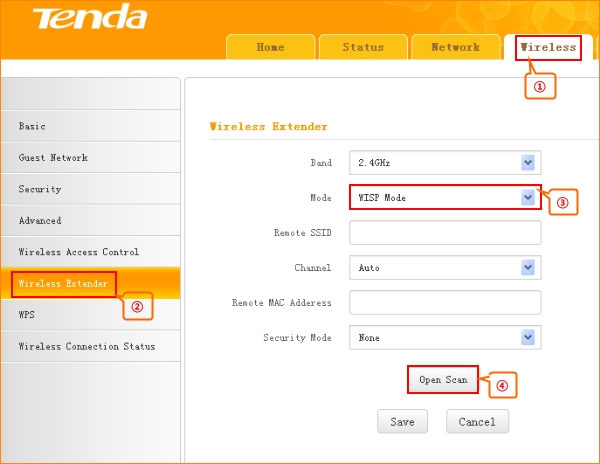 Tenda
Home Status Network Wireless
①
Basic
Guest Network
Security
Advanced
Wireless Access Control
Wireless Extender
②
WPS
Wireless Connection Status
Wireless Extender
Band 2.4GHz
Mode WISP Mode
③
Remote SSID
Channel Auto
Remote MAC Adereess
Security Mode None
Open Scan
④
Save Cancel